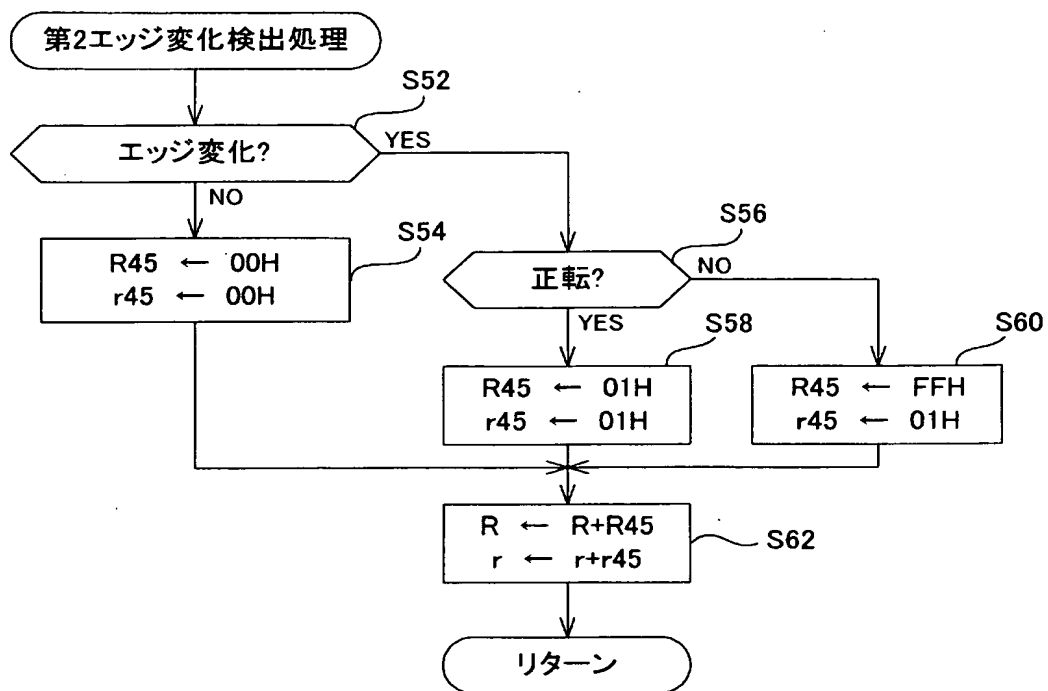 第2エッジ変化検出処理
S52
エッジ変化?
YES
NO
S54
R45 ← 00H
r45 ← 00H
S56
正転?
NO
YES
S58
R45 ← 01H
r45 ← 01H
S60
R45 ← FFH
r45 ← 01H
R ← R+R45
r ← r+r45
S62
リターン